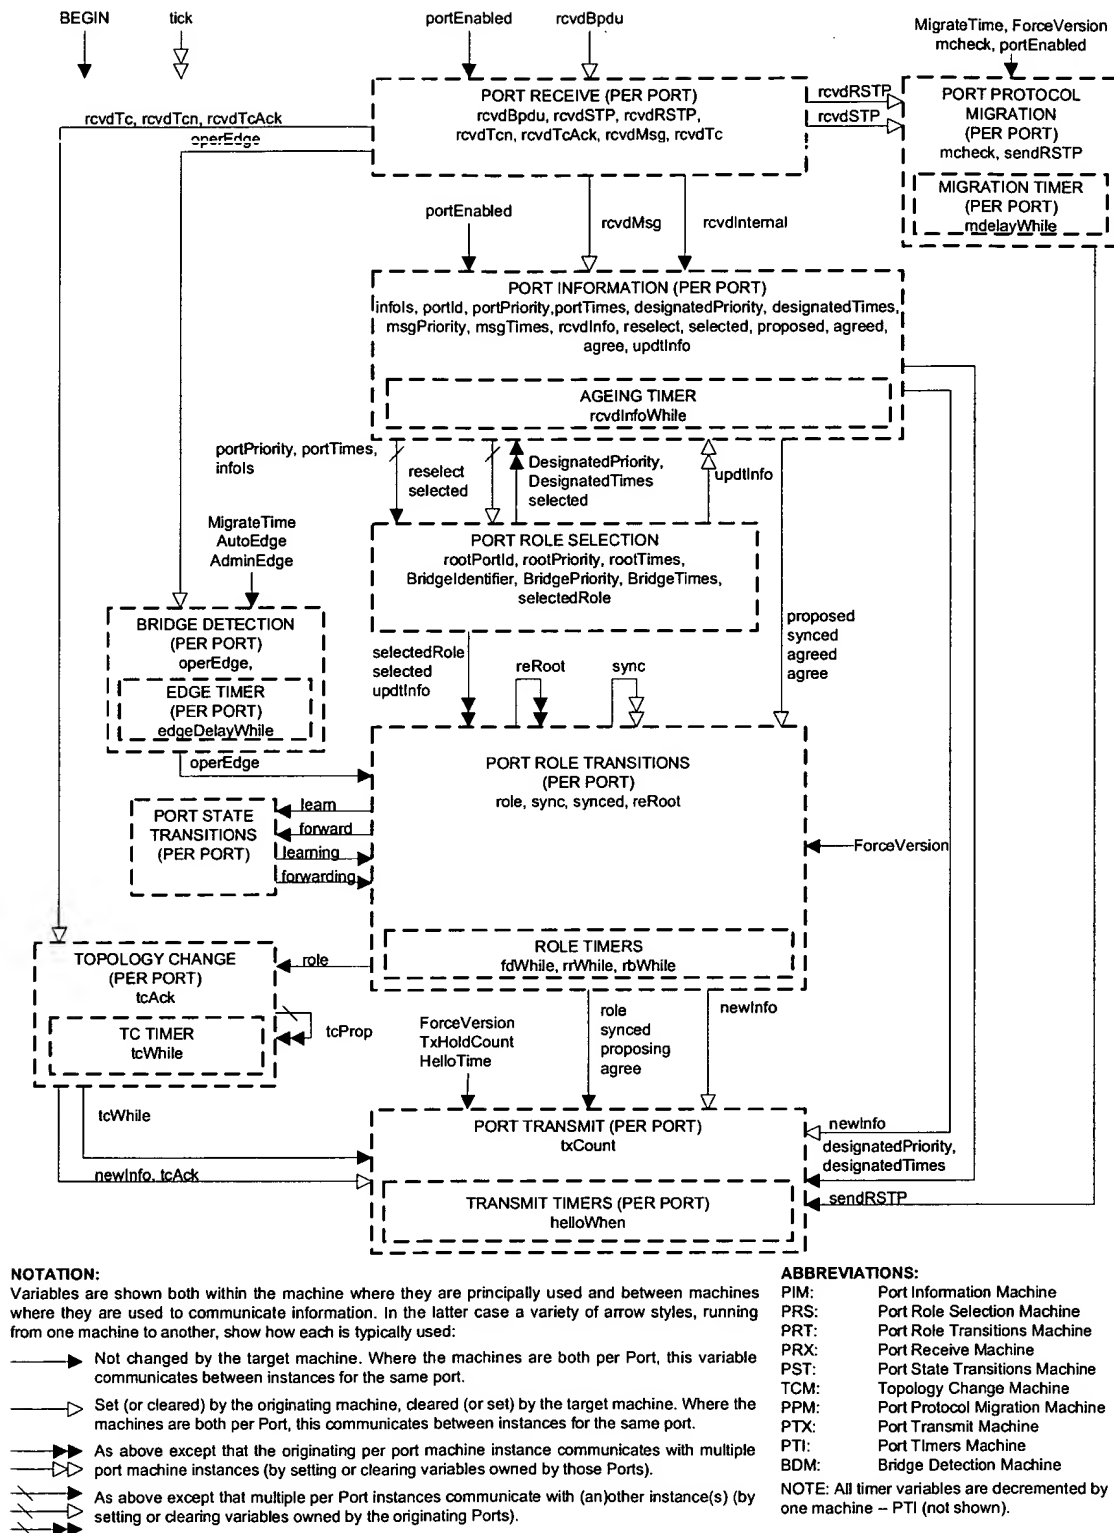 BEGIN
tick
portEnabled
rcvdBpdu
MigrateTime, ForceVersion
mcheck, portEnabled
PORT RECEIVE (PER PORT)
rcvdBpdu, rcvdSTP, rcvdRSTP,
rcvdTcn, rcvdTcAck, rcvdMsg, rcvdTc
rcvdRSTP
rcvdSTP
PORT PROTOCOL
MIGRATION
(PER PORT)
mcheck, sendRSTP
MIGRATION TIMER
(PER PORT)
mdelayWhile
rcvdTc, rcvdTcn, rcvdTcAck
operEdge
portEnabled
rcvdMsg
rcvdInternal
PORT INFORMATION (PER PORT)
infoIs, portId, portPriority,portTimes, designatedPriority, designatedTimes,
msgPriority, msgTimes, rcvdInfo, reselect, selected, proposed, agreed,
agree, updtInfo
AGEING TIMER
rcvdInfoWhile
portPriority, portTimes,
infoIs
reselect
selected
DesignatedPriority,
DesignatedTimes
selected
updtInfo
MigrateTime
AutoEdge
AdminEdge
PORT ROLE SELECTION
rootPortId, rootPriority, rootTimes,
BridgeIdentifier, BridgePriority, BridgeTimes,
selectedRole
BRIDGE DETECTION
(PER PORT)
operEdge,
EDGE TIMER
(PER PORT)
edgeDelayWhile
selectedRole
selected
updtInfo
reRoot
sync
proposed
synced
agreed
agree
operEdge
PORT ROLE TRANSITIONS
(PER PORT)
role, sync, synced, reRoot
PORT STATE
TRANSITIONS
(PER PORT)
learn
forward
learning
forwarding
ForceVersion
ROLE TIMERS
fdWhile, rrWhile, rbWhile
TOPOLOGY CHANGE
(PER PORT)
tcAck
TC TIMER
tcWhile
role
tcProp
ForceVersion
TxHoldCount
HelloTime
role
synced
proposing
agree
newInfo
tcWhile
newInfo, tcAck
PORT TRANSMIT (PER PORT)
txCount
TRANSMIT TIMERS (PER PORT)
helloWhen
newInfo
designatedPriority,
designatedTimes
sendRSTP
NOTATION:
Variables are shown both within the machine where they are principally used and between machines
where they are used to communicate information. In the latter case a variety of arrow styles, running
from one machine to another, show how each is typically used:
Not changed by the target machine. Where the machines are both per Port, this variable
communicates between instances for the same port.
Set (or cleared) by the originating machine, cleared (or set) by the target machine. Where the
machines are both per Port, this communicates between instances for the same port.
As above except that the originating per port machine instance communicates with multiple
port machine instances (by setting or clearing variables owned by those Ports).
As above except that multiple per Port instances communicate with (an)other instance(s) (by
setting or clearing variables owned by the originating Ports).
ABBREVIATIONS:
PIM: Port Information Machine
PRS: Port Role Selection Machine
PRT: Port Role Transitions Machine
PRX: Port Receive Machine
PST: Port State Transitions Machine
TCM: Topology Change Machine
PPM: Port Protocol Migration Machine
PTX: Port Transmit Machine
PTI: Port TImers Machine
BDM: Bridge Detection Machine
NOTE: All timer variables are decremented by
one machine -- PTI (not shown).